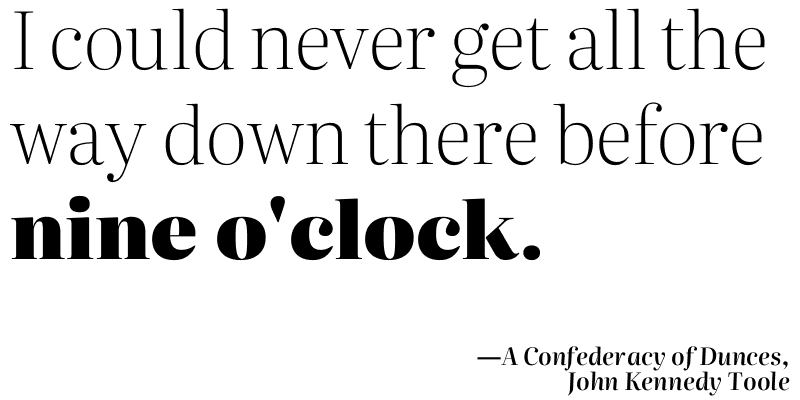 I could never get all the
way down there before
nine o'clock.
—A Confederacy of Dunces,
John Kennedy Toole